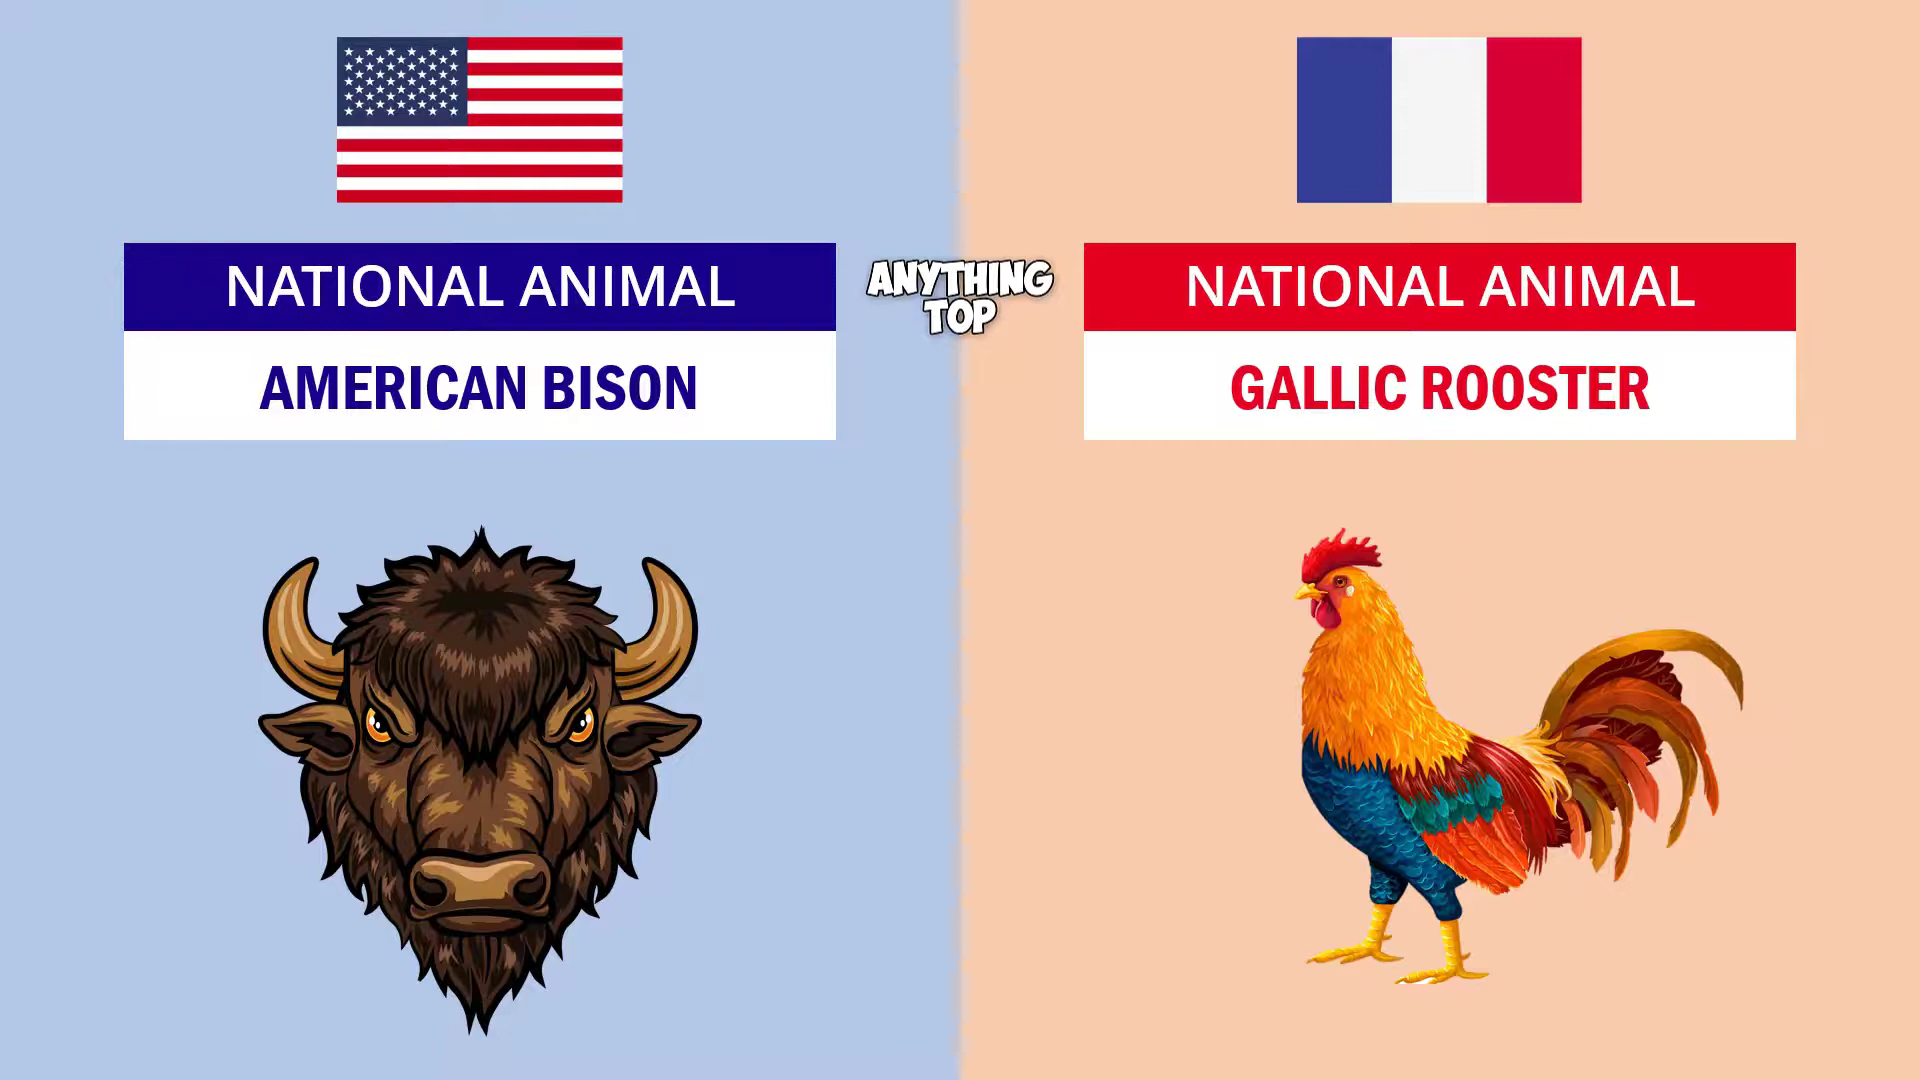 NATIONAL ANIMAL
AMERICAN BISON
ANYTHING
TOP
NATIONAL ANIMAL
GALLIC ROOSTER